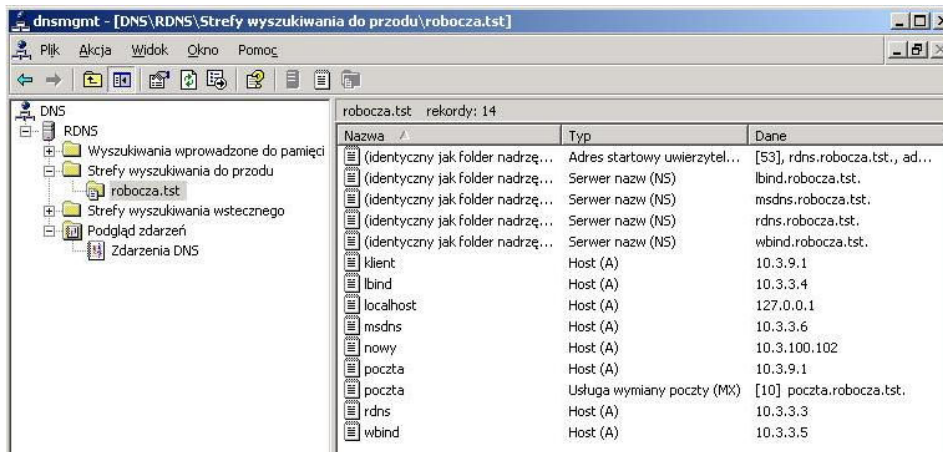 dnsmgmt - [DNS\RDNS\Strefy wyszukiwania do przodu\robocza.tst]
Plik Akcja Widok Okno Pomoc
DNS
RDNS
Wyszukiwania wprowadzone do pamięci
Strefy wyszukiwania do przodu
robocza.tst
Strefy wyszukiwania wstecznego
Podgląd zdarzeń
Zdarzenia DNS
robocza.tst rekordy: 14
Nazwa Typ Dane
(identyczny jak folder nadrzę... Adres startowy uwierzytel... [53], rdns.robocza.tst., ad...
(identyczny jak folder nadrzę... Serwer nazw (NS) lbind.robocza.tst.
(identyczny jak folder nadrzę... Serwer nazw (NS) msdns.robocza.tst.
(identyczny jak folder nadrzę... Serwer nazw (NS) rdns.robocza.tst.
(identyczny jak folder nadrzę... Serwer nazw (NS) wbind.robocza.tst.
klient Host (A) 10.3.9.1
lbind Host (A) 10.3.3.4
localhost Host (A) 127.0.0.1
msdns Host (A) 10.3.3.6
nowy Host (A) 10.3.100.102
poczta Host (A) 10.3.9.1
poczta Usługa wymiany poczty (MX) [10] poczta.robocza.tst.
rdns Host (A) 10.3.3.3
wbind Host (A) 10.3.3.5